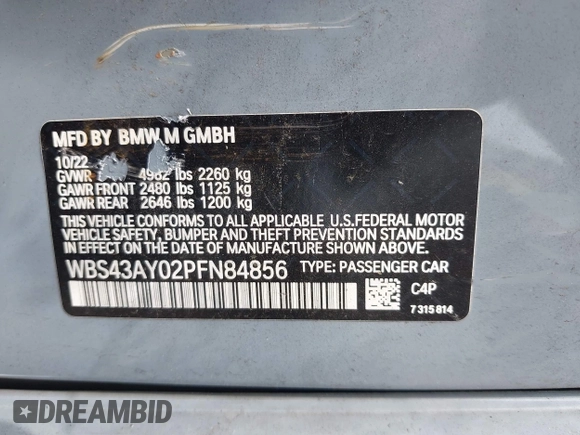 MFD BY BMW M GMBH
10/22
GVWR 4982 lbs 2260 kg
GAWR FRONT 2480 lbs 1125 kg
GAWR REAR 2646 lbs 1200 kg
THIS VEHICLE CONFORMS TO ALL APPLICABLE U.S.FEDERAL MOTOR
VEHICLE SAFETY, BUMPER AND THEFT PREVENTION STANDARDS
IN EFFECT ON THE DATE OF MANUFACTURE SHOWN ABOVE.
WBS43AY02PFN84856 TYPE: PASSENGER CAR
C4P
7 315 814
DREAMBID